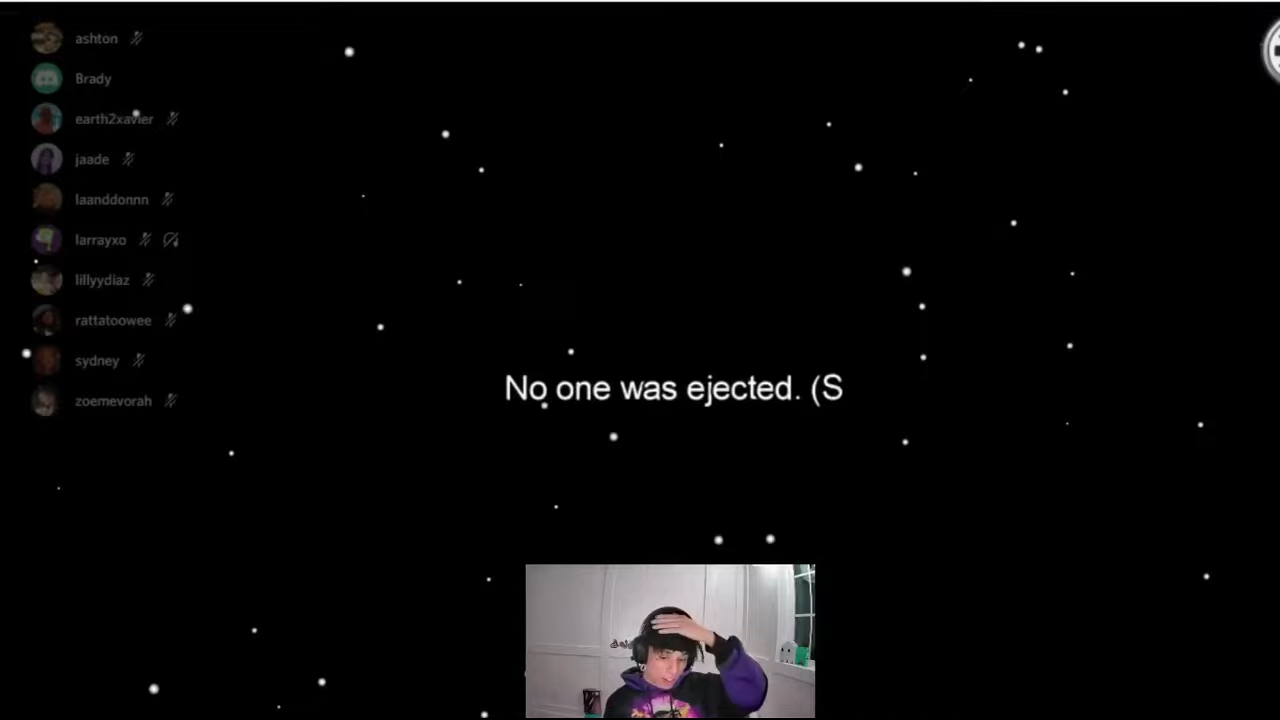 ashton
Brady
earth2xavier
jaade
laanddonnn
larrayxo
lillyydiaz
rattatoowee
sydney
zoemevorah
No one was ejected. (S